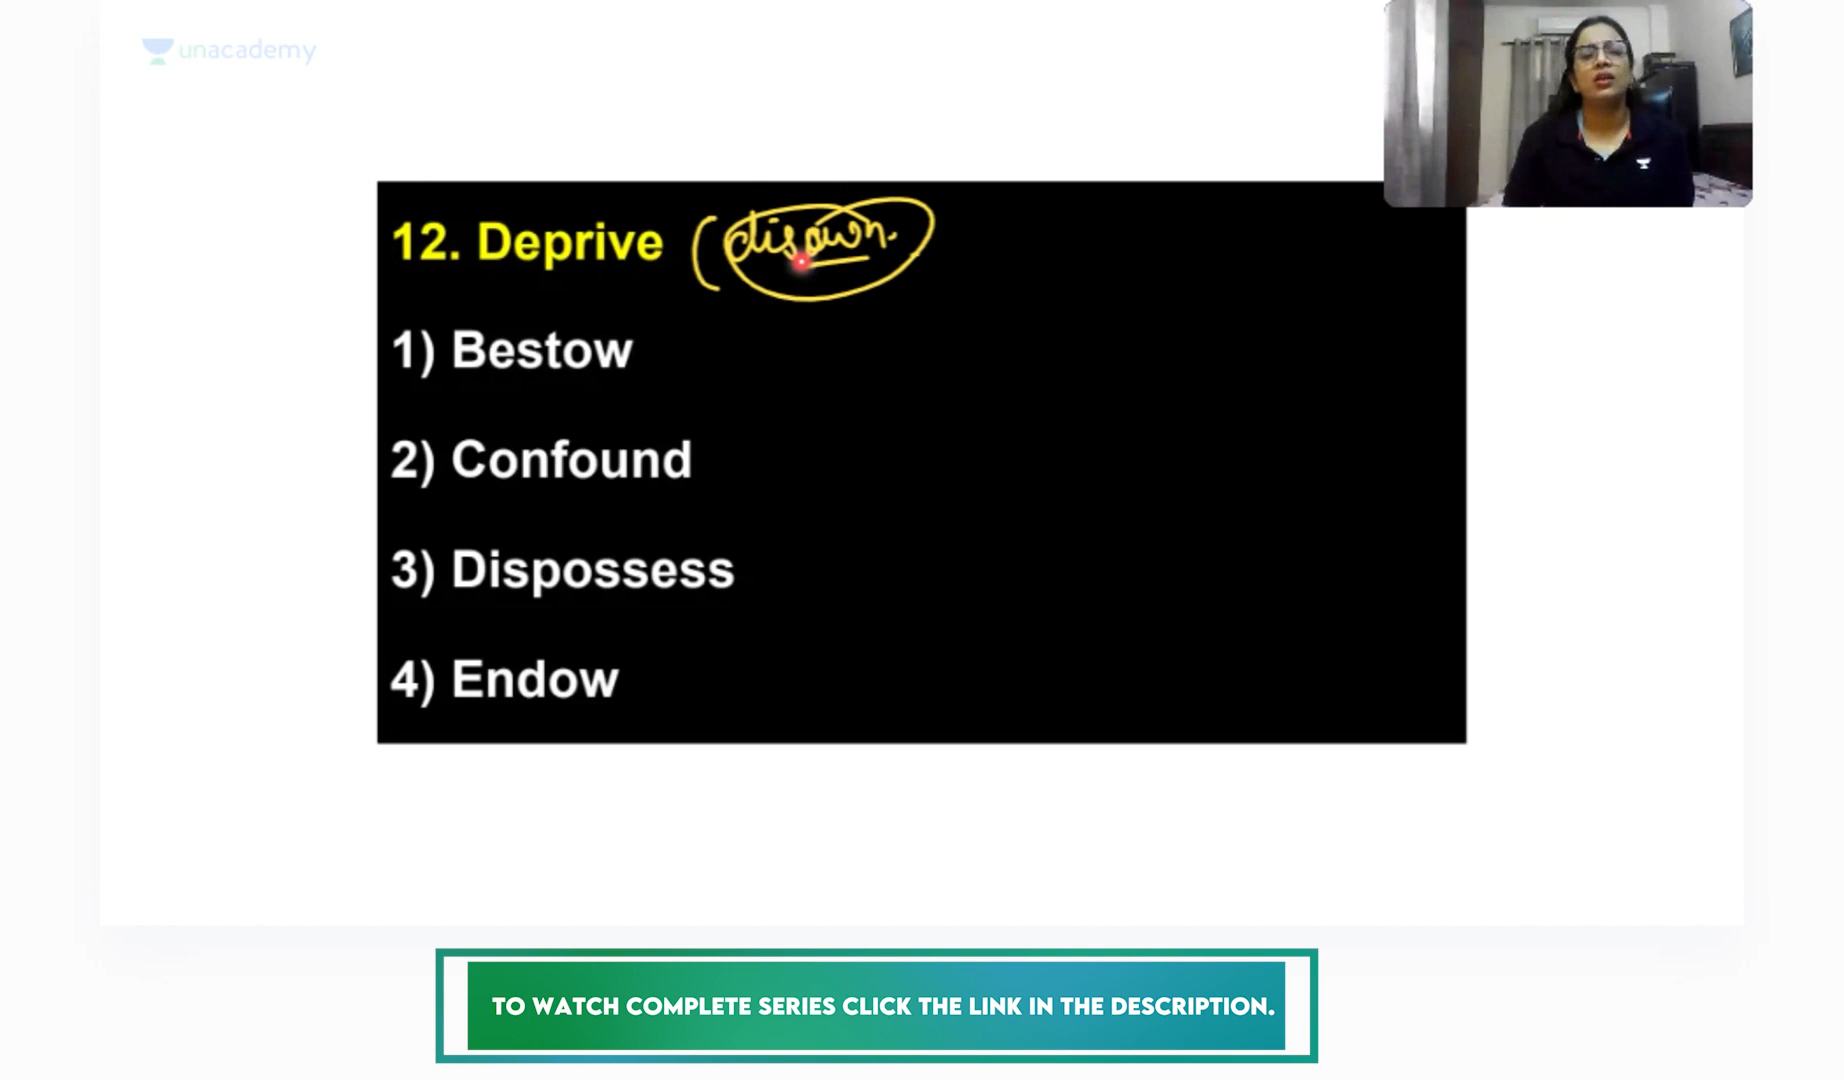 unacademy
12. Deprive (disown.
1) Bestow
2) Confound
3) Dispossess
4) Endow
TO WATCH COMPLETE SERIES CLICK THE LINK IN THE DESCRIPTION.